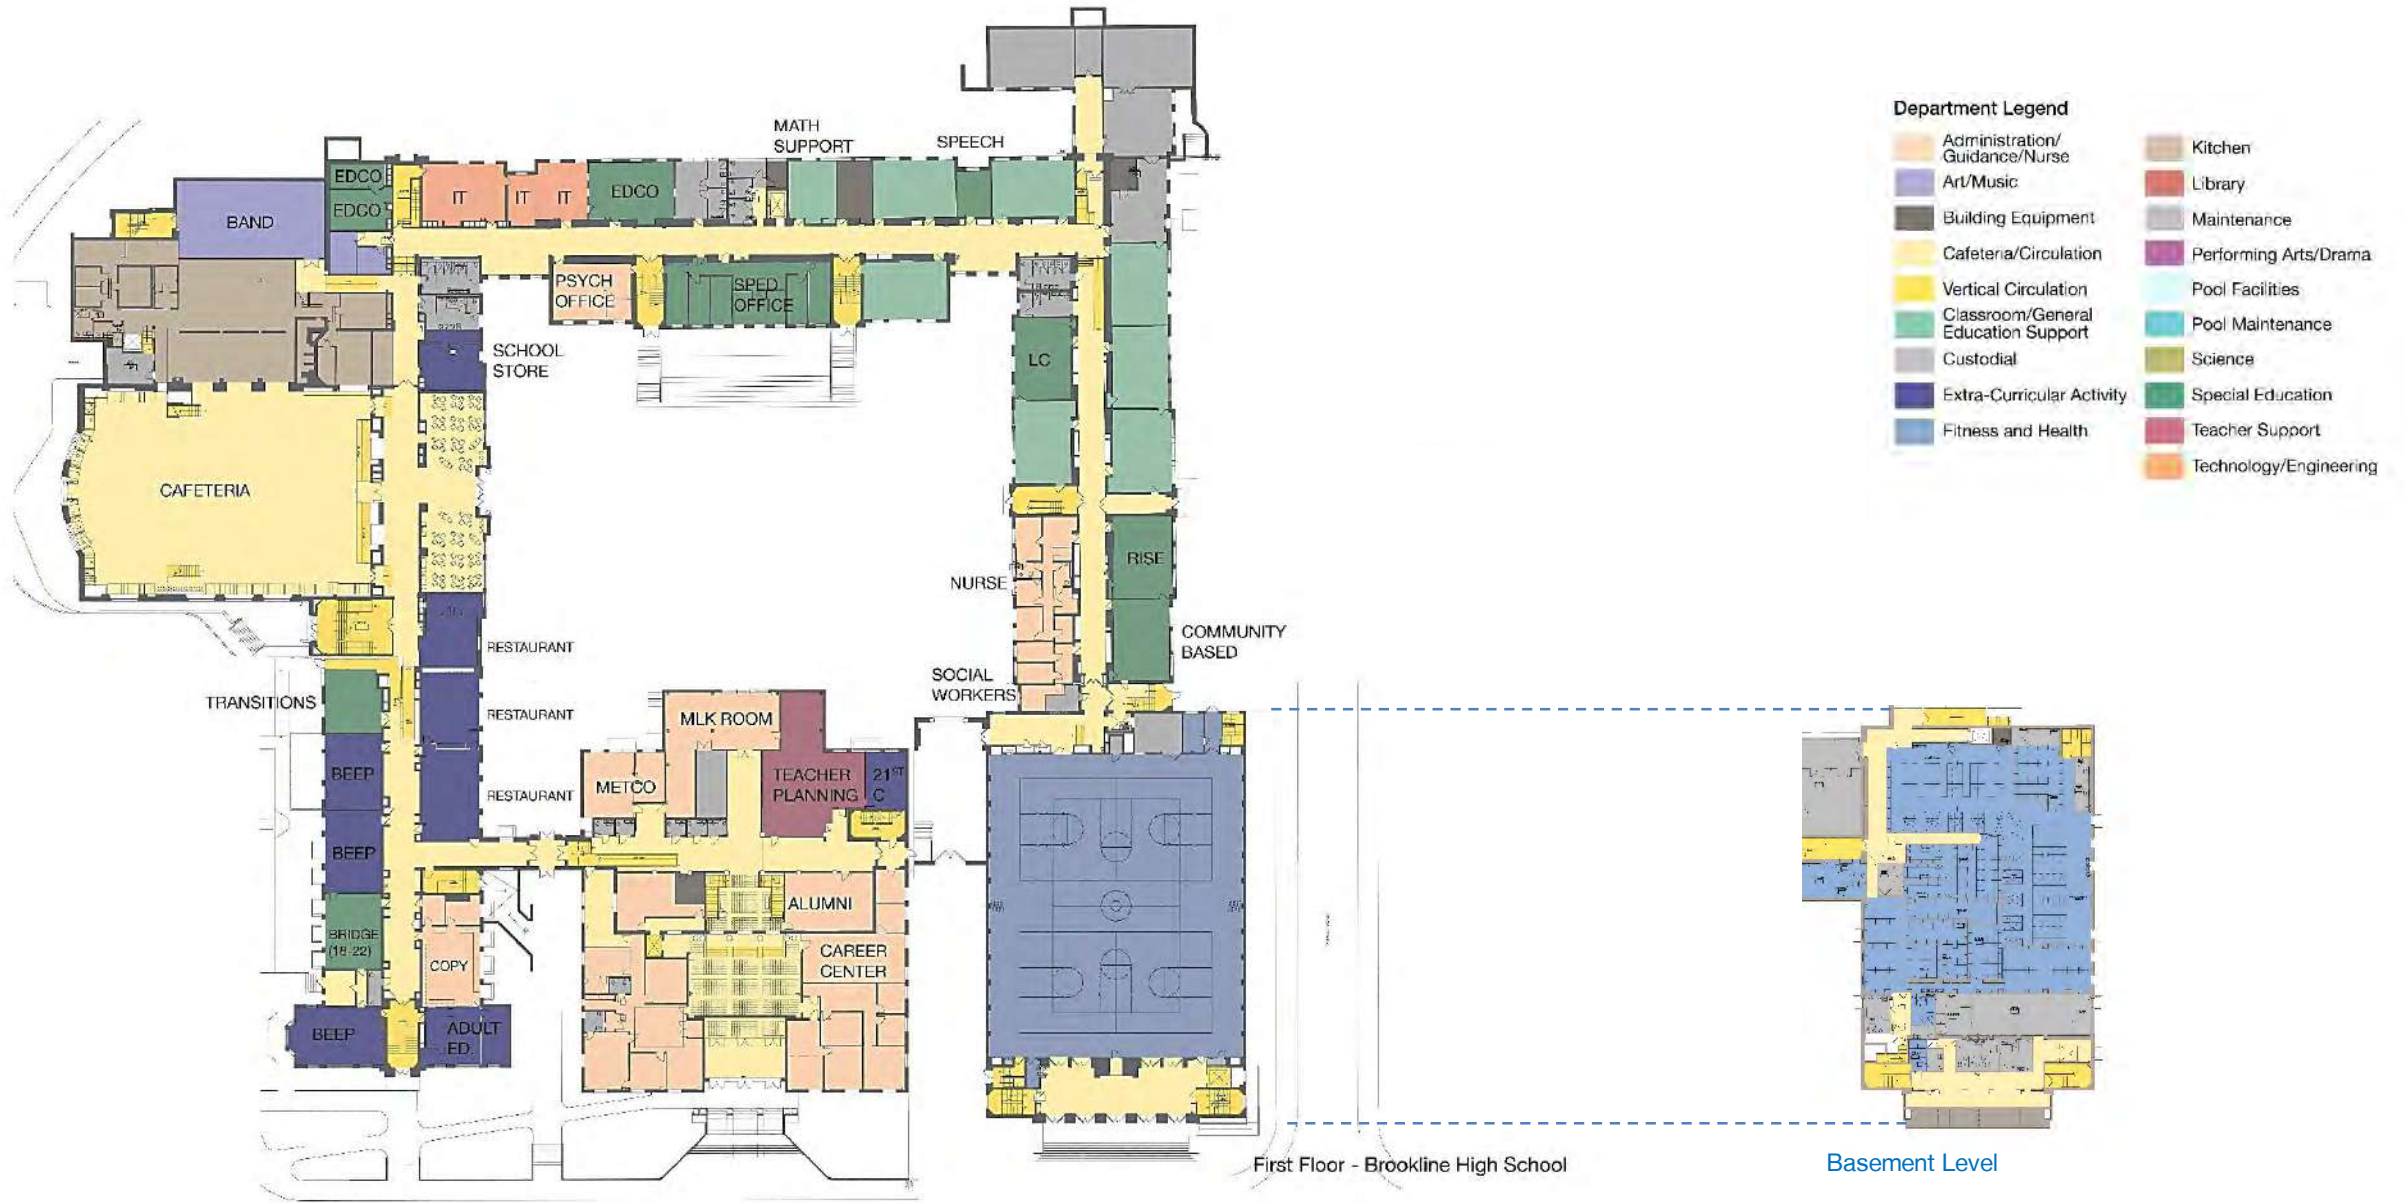 MATH
SUPPORT
SPEECH
EDCO
EDCO
IT
IT
IT
EDCO
BAND
PSYCH
OFFICE
SPED
OFFICE
SCHOOL
STORE
LC
CAFETERIA
NURSE
RISE
COMMUNITY
BASED
RESTAURANT
SOCIAL
WORKERS
TRANSITIONS
RESTAURANT
MLK ROOM
BEEP
METCO
TEACHER
PLANNING
21ST
C
RESTAURANT
BEEP
ALUMNI
BRIDGE
(18-22)
COPY
CAREER
CENTER
BEEP
ADULT
ED.
First Floor - Brookline High School
Basement Level
Department Legend
Administration/
Guidance/Nurse
Art/Music
Building Equipment
Cafeteria/Circulation
Vertical Circulation
Classroom/General
Education Support
Custodial
Extra-Curricular Activity
Fitness and Health
Kitchen
Library
Maintenance
Performing Arts/Drama
Pool Facilities
Pool Maintenance
Science
Special Education
Teacher Support
Technology/Engineering